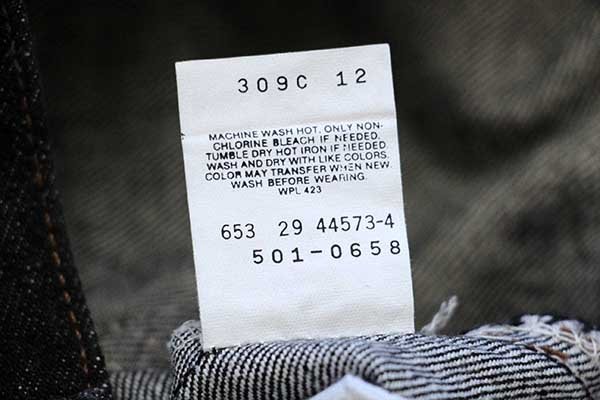 309C 12
MACHINE WASH HOT. ONLY NON-
CHLORINE BLEACH IF NEEDED.
TUMBLE DRY HOT IRON IF NEEDED.
WASH AND DRY WITH LIKE COLORS.
COLOR MAY TRANSFER WHEN NEW.
WASH BEFORE WEARING.
WPL 423
653 29 44573-4
501-0658